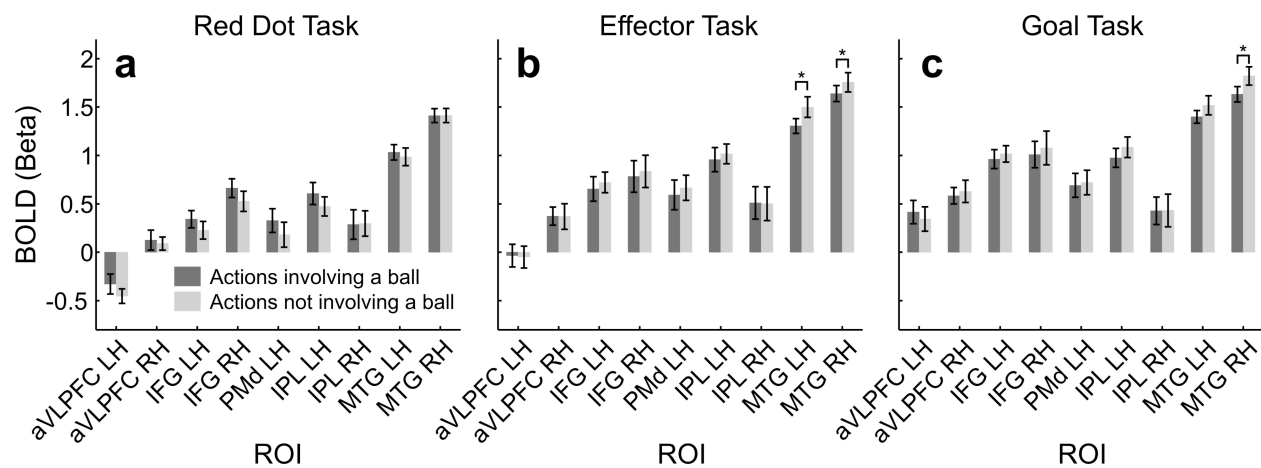 Red Dot Task
Effector Task
Goal Task
a
b
c
*
*
*
BOLD (Beta)
2
1.5
1
0.5
0
-0.5
Actions involving a ball
Actions not involving a ball
aVLPFC LH
aVLPFC RH
IFG LH
IFG RH
PMd LH
IPL LH
IPL RH
MTG LH
MTG RH
aVLPFC LH
aVLPFC RH
IFG LH
IFG RH
PMd LH
IPL LH
IPL RH
MTG LH
MTG RH
aVLPFC LH
aVLPFC RH
IFG LH
IFG RH
PMd LH
IPL LH
IPL RH
MTG LH
MTG RH
ROI
ROI
ROI